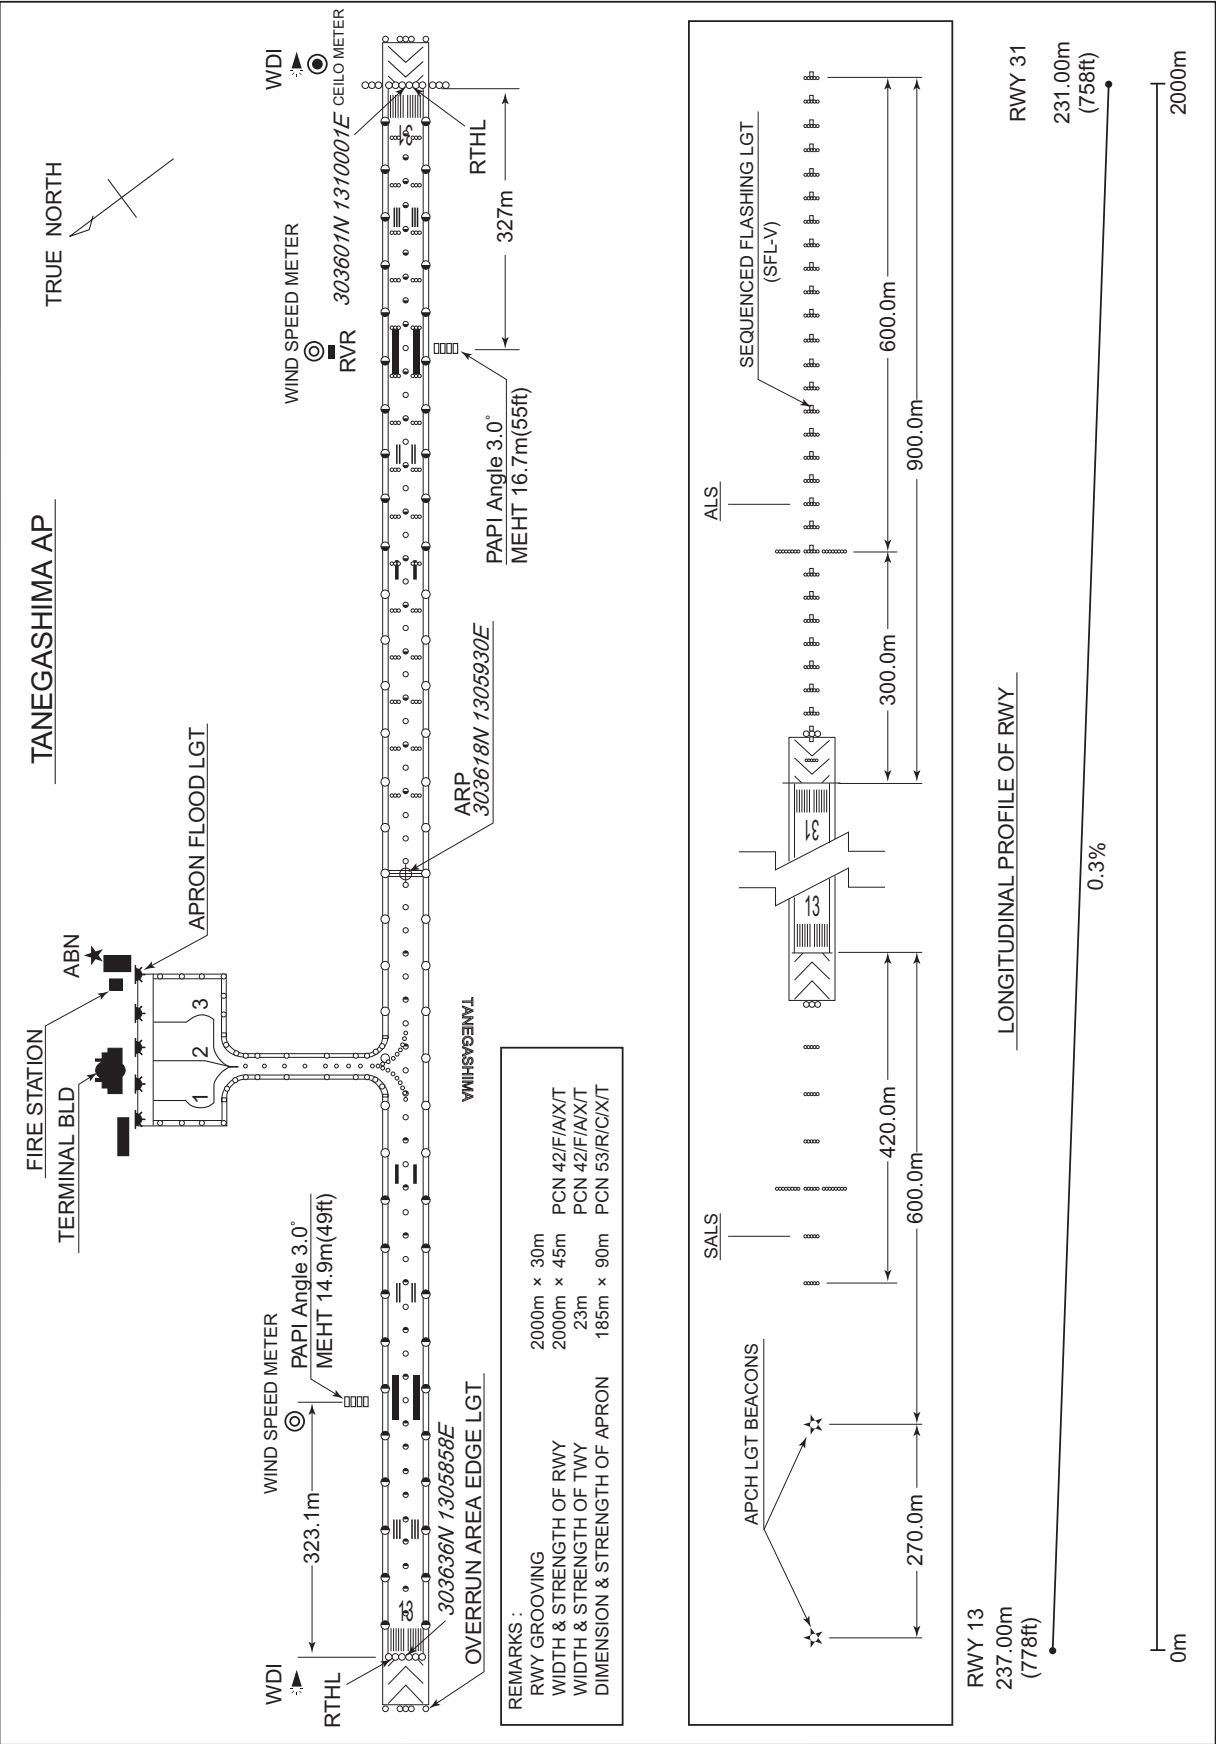 TANEGASHIMA AP
TRUE NORTH
FIRE STATION
TERMINAL BLD
ABN
APRON FLOOD LGT
1
2
3
WDI
WIND SPEED METER
323.1m
PAPI Angle 3.0°
MEHT 14.9m(49ft)
RTHL
303636N 1305858E
OVERRUN AREA EDGE LGT
13
TANEGASHIMA
ARP
303618N 1305930E
WIND SPEED METER
RVR
303601N 1310001E
WDI
CEILO METER
31
RTHL
327m
PAPI Angle 3.0°
MEHT 16.7m(55ft)
REMARKS :
RWY GROOVING 2000m × 30m
WIDTH & STRENGTH OF RWY 2000m × 45m PCN 42/F/A/X/T
WIDTH & STRENGTH OF TWY 23m PCN 42/F/A/X/T
DIMENSION & STRENGTH OF APRON 185m × 90m PCN 53/R/C/X/T
APCH LGT BEACONS
SALS
ALS
SEQUENCED FLASHING LGT
(SFL-V)
13
31
270.0m
420.0m
600.0m
300.0m
600.0m
900.0m
LONGITUDINAL PROFILE OF RWY
RWY 13
237.00m
(778ft)
0.3%
RWY 31
231.00m
(758ft)
0m
2000m